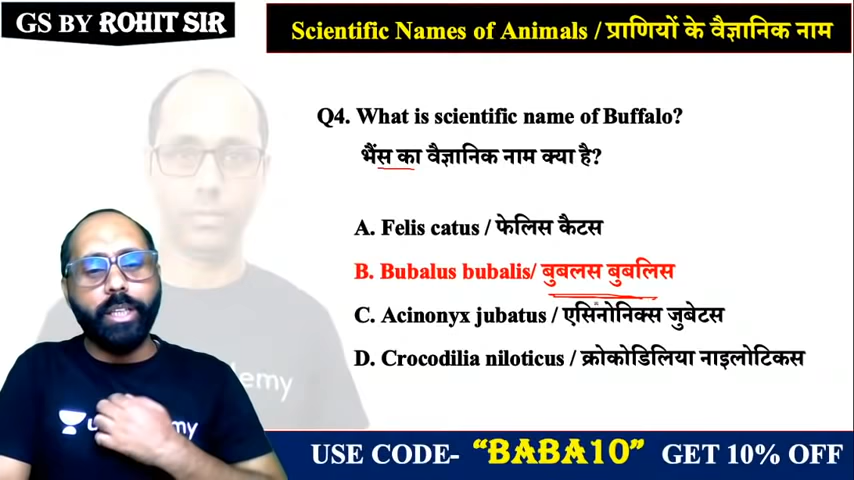 GS BY ROHIT SIR
Scientific Names of Animals / प्राणियों के वैज्ञानिक नाम
Q4. What is scientific name of Buffalo?
भैंस का वैज्ञानिक नाम क्या है?
A. Felis catus / फेलिस कैटस
B. Bubalus bubalis/ बुबलस बुबलिस
C. Acinonyx jubatus / एसिनोनिक्स जुबेटस
D. Crocodilia niloticus / क्रोकोडिलिया नाइलोटिकस
USE CODE- “BABA10” GET 10% OFF